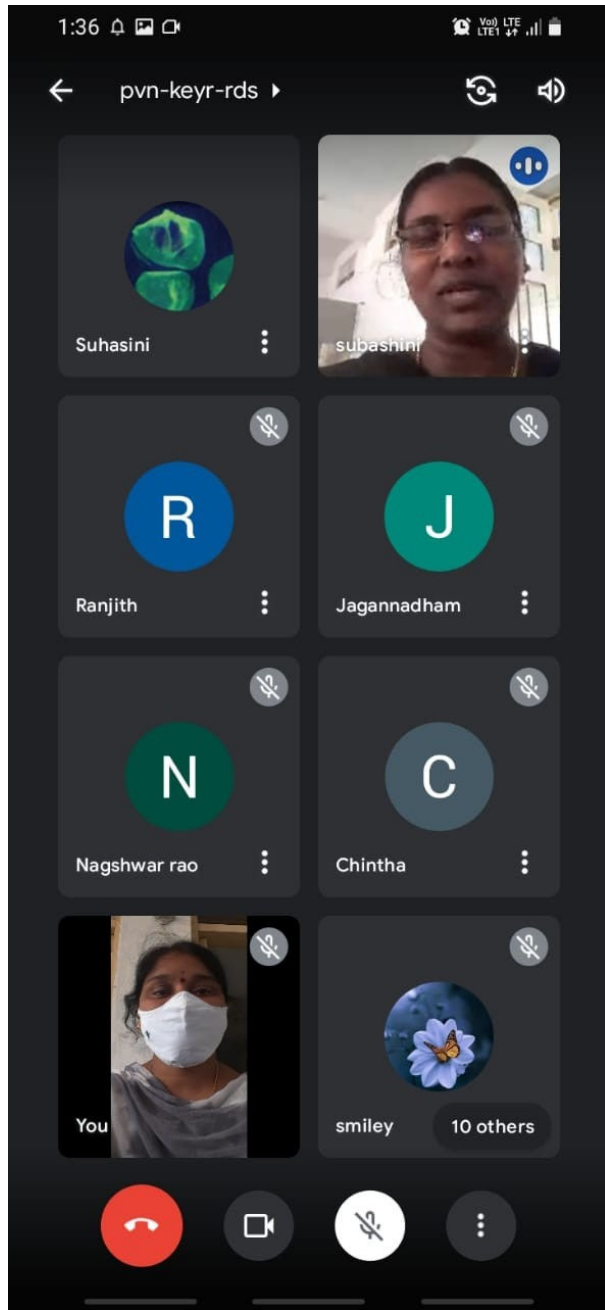 1:36 Vo) LTE
LTE1
pvn-keyr-rds
Suhasini
subashini
R
Ranjith
J
Jagannadham
N
Nagshwar rao
C
Chintha
You
smiley
10 others